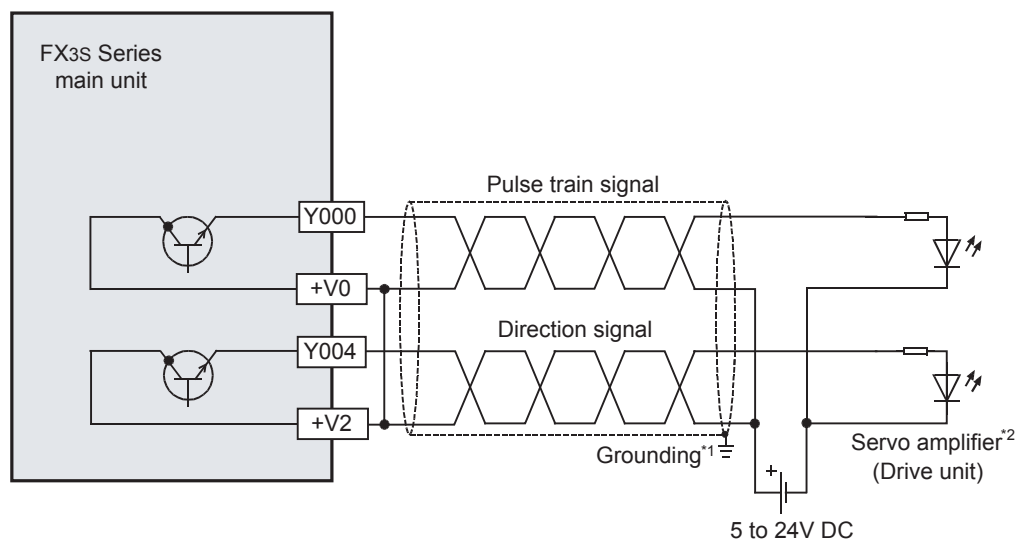 FX3S Series
main unit
Pulse train signal
Y000
+V0
Direction signal
Y004
+V2
Grounding*1
Servo amplifier*2
(Drive unit)
+
5 to 24V DC